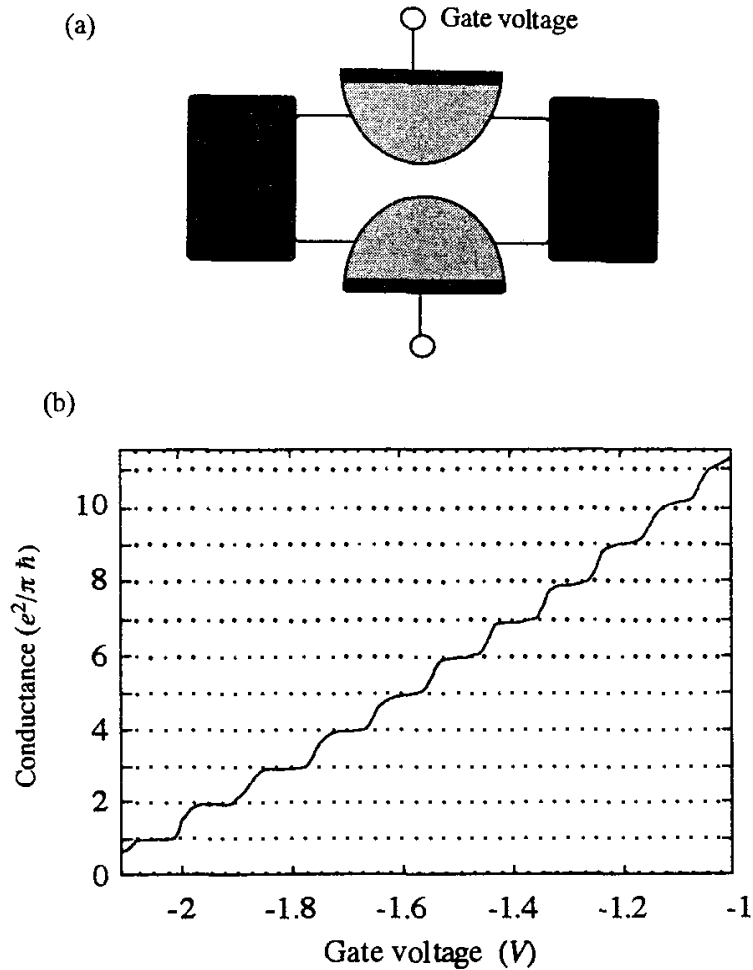 (a)
Gate voltage
(b)
Conductance (e²/π ħ)
10
8
6
4
2
0
-2
-1.8
-1.6
-1.4
-1.2
-1
Gate voltage (V)